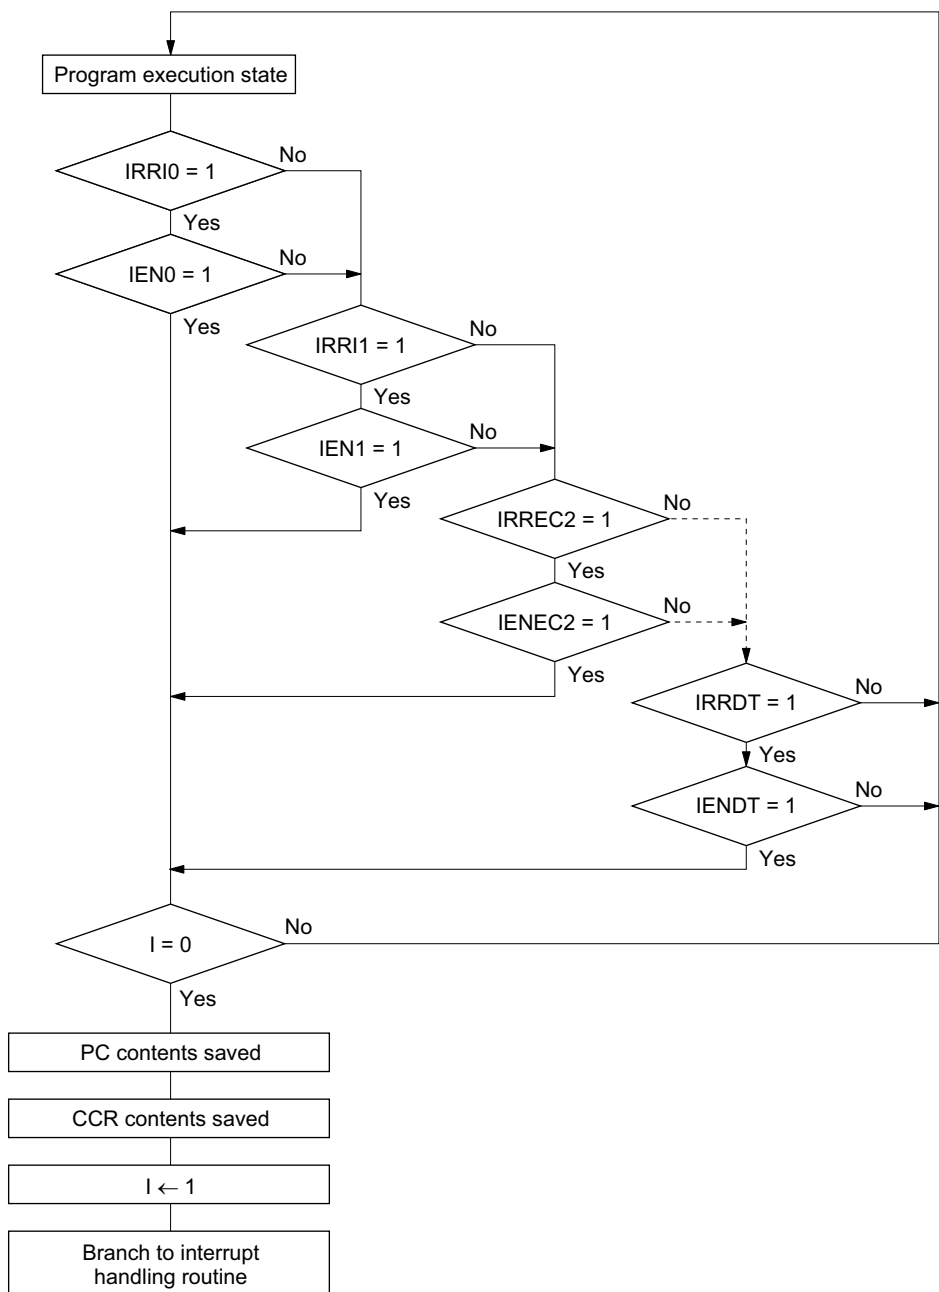 Program execution state
IRRI0 = 1
No
Yes
IEN0 = 1
No
Yes
IRRI1 = 1
No
Yes
IEN1 = 1
No
Yes
IRREC2 = 1
No
Yes
IENEC2 = 1
No
Yes
IRRDT = 1
No
Yes
IENDT = 1
No
Yes
I = 0
No
Yes
PC contents saved
CCR contents saved
I ← 1
Branch to interrupt
handling routine